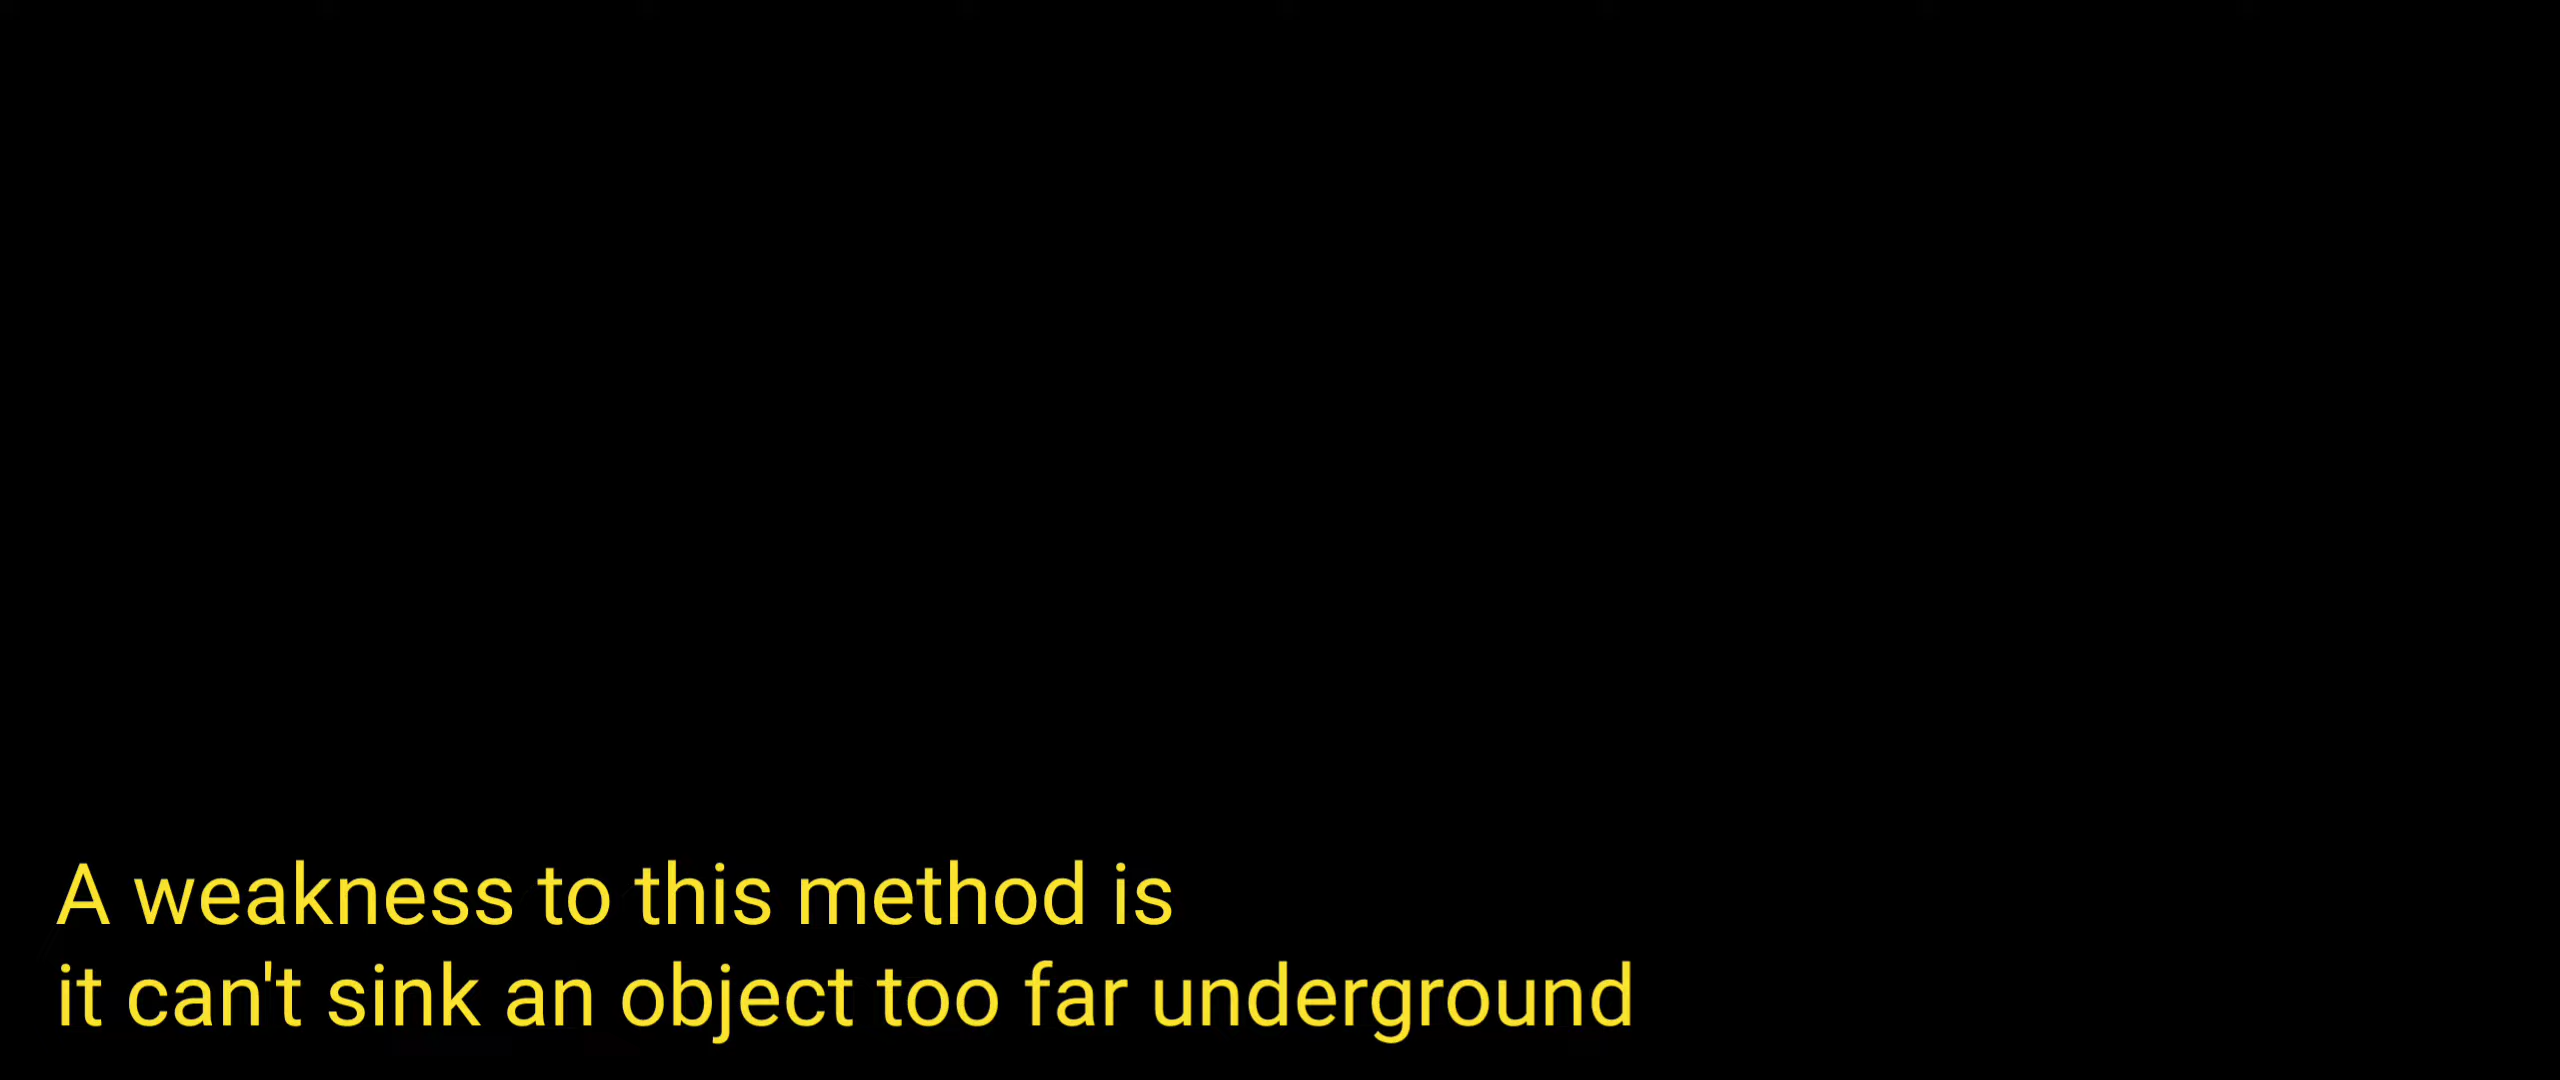 A weakness to this method is
it can't sink an object too far underground